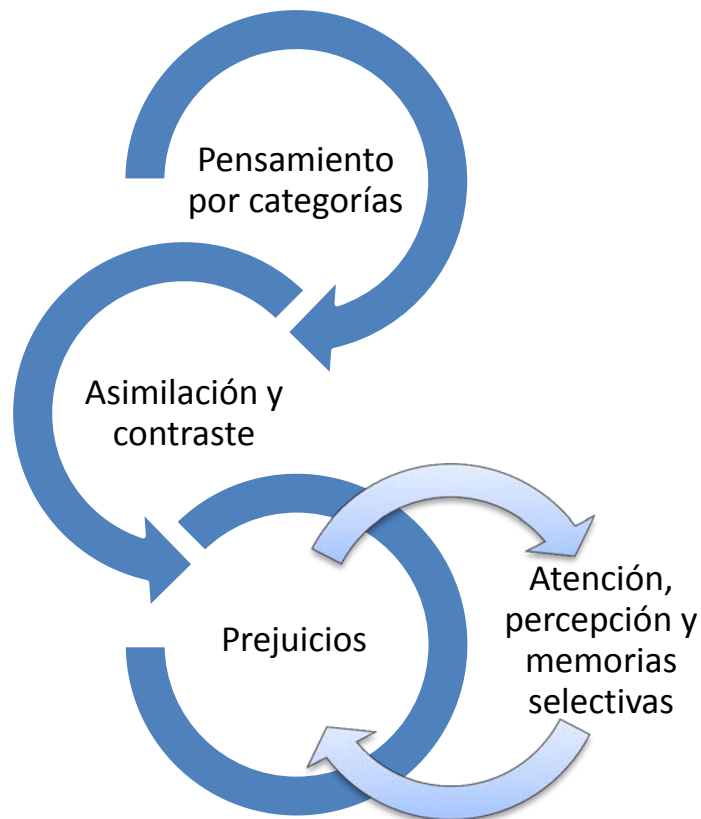 Pensamiento
por categorías
Asimilación y
contraste
Prejuicios
Atención,
percepción y
memorias
selectivas